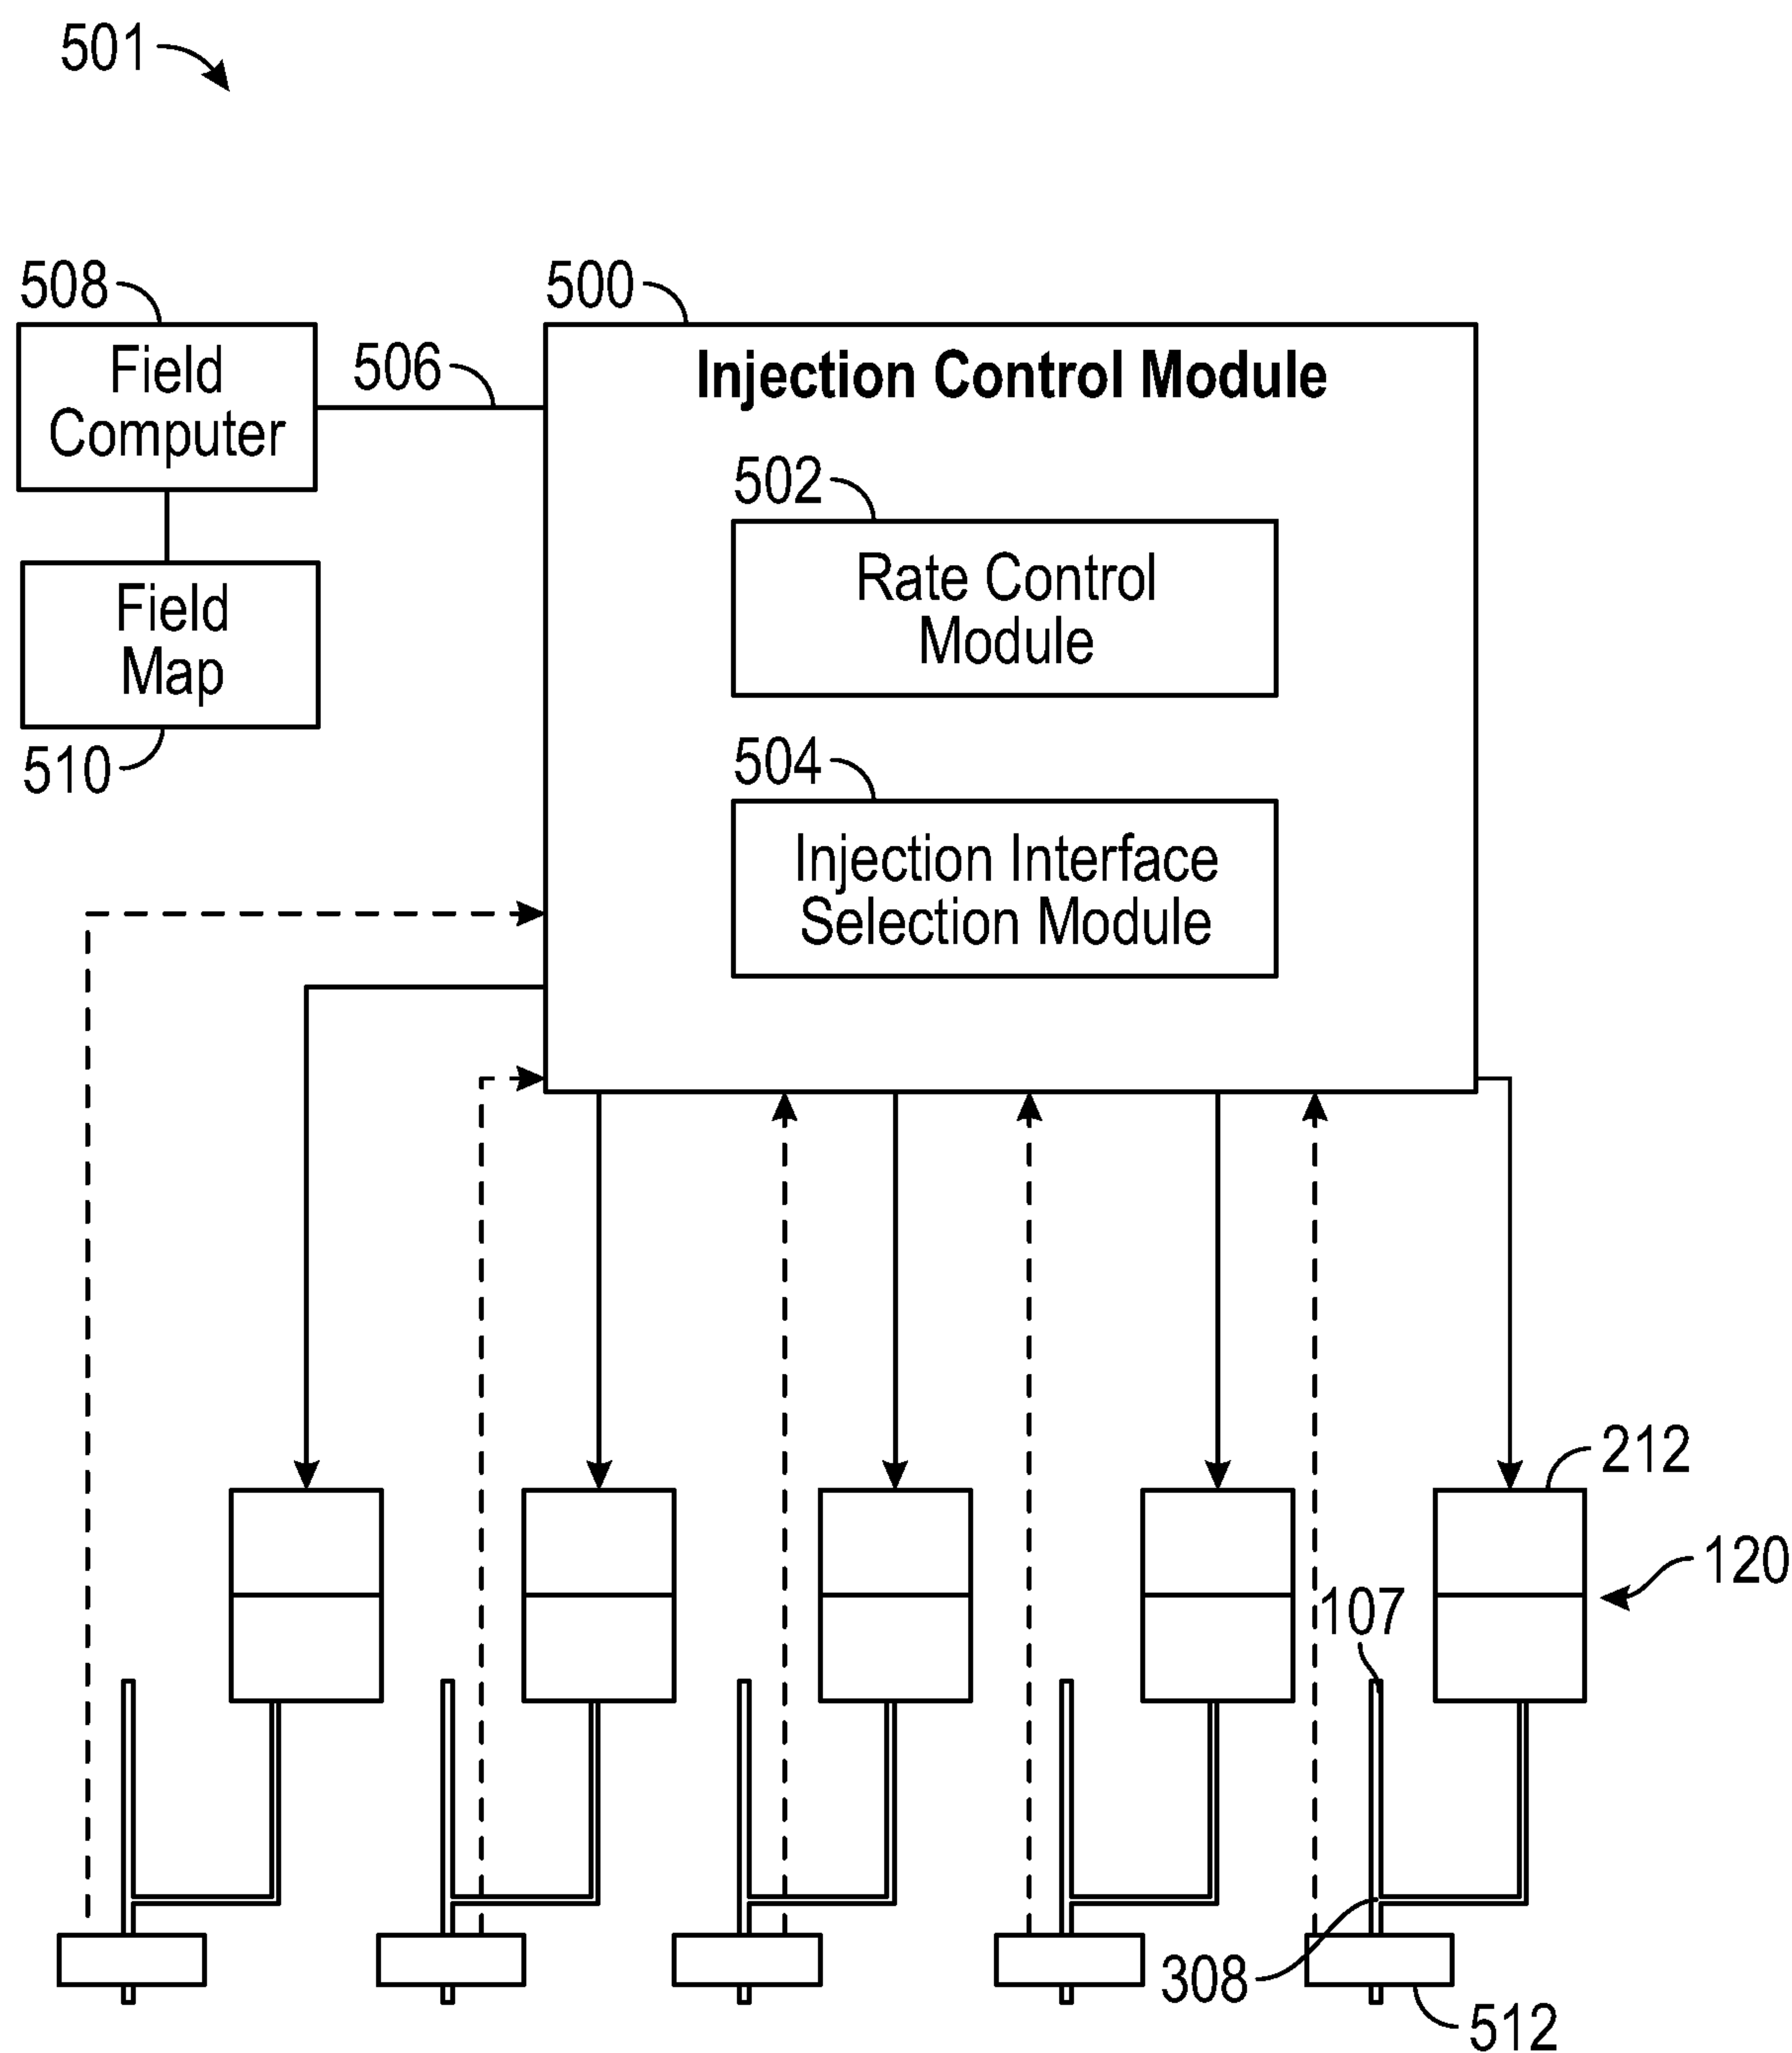 501
508
500
Field
Computer
506
Injection Control Module
502
Rate Control
Module
Field
Map
510
504
Injection Interface
Selection Module
212
120
107
308
512